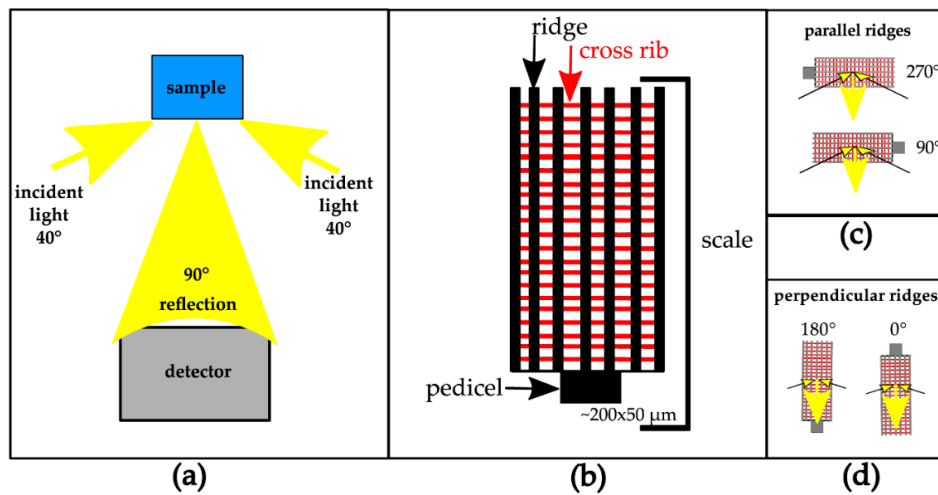 sample
incident
light
40°
incident
light
40°
90°
reflection
detector
(a)
ridge
cross rib
scale
pedicel
~200x50 μm
(b)
parallel ridges
270°
90°
(c)
perpendicular ridges
180°
0°
(d)